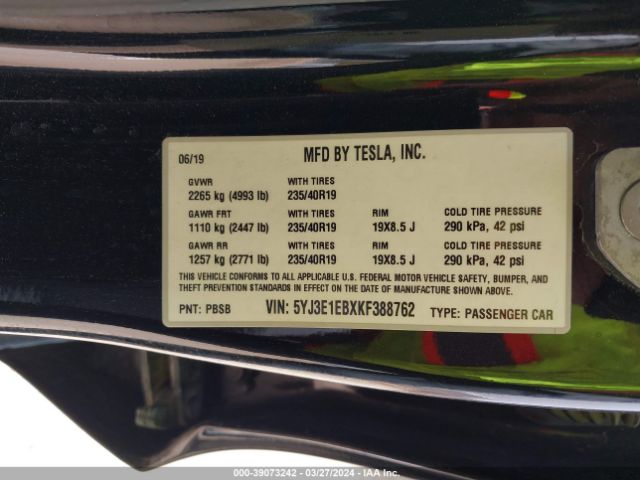 06/19 MFD BY TESLA, INC.
GVWR WITH TIRES
2265 kg (4993 lb) 235/40R19
GAWR FRT WITH TIRES RIM COLD TIRE PRESSURE
1110 kg (2447 lb) 235/40R19 19X8.5 J 290 kPa, 42 psi
GAWR RR WITH TIRES RIM COLD TIRE PRESSURE
1257 kg (2771 lb) 235/40R19 19X8.5 J 290 kPa, 42 psi
THIS VEHICLE CONFORMS TO ALL APPLICABLE U.S. FEDERAL MOTOR VEHICLE SAFETY, BUMPER, AND
THEFT PREVENTION STANDARDS IN EFFECT ON THE DATE OF MANUFACTURE SHOWN ABOVE.
PNT: PBSB VIN: 5YJ3E1EBXKF388762 TYPE: PASSENGER CAR
000-39073242 - 03/27/2024 - IAA Inc.